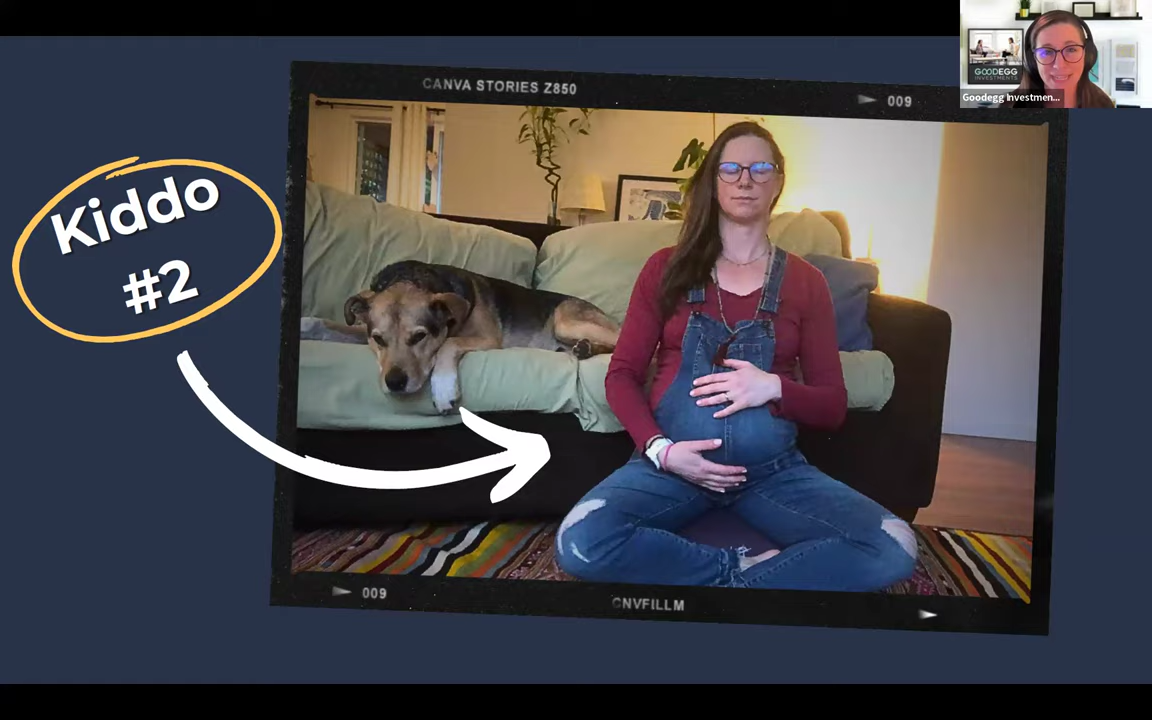 CANVA STORIES Z850
009
GOODEGG
INVESTMENTS
Goodegg Investmen...
Kiddo
#2
009
CNVFILLM